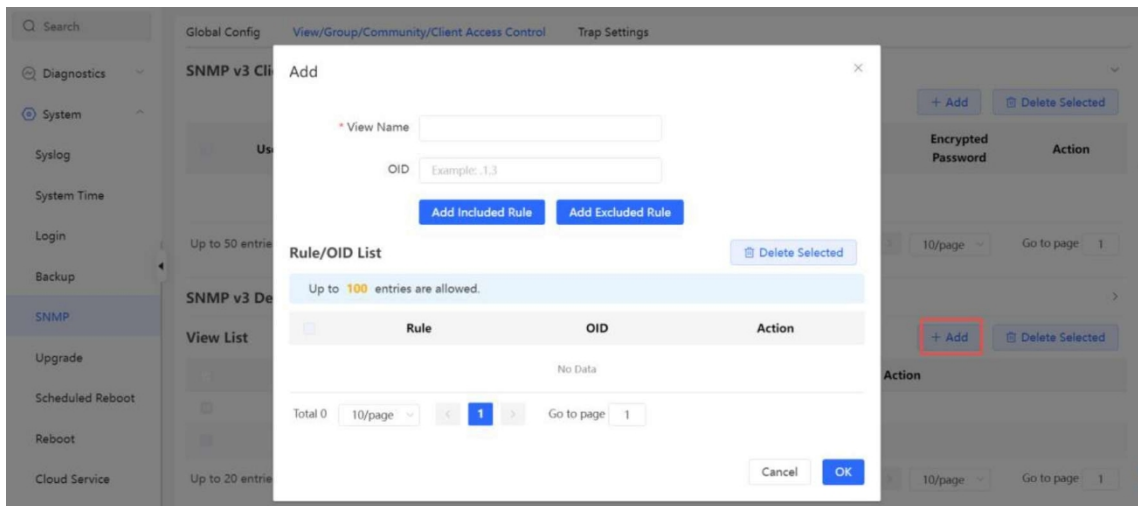 Search
Global Config View/Group/Community/Client Access Control Trap Settings
Diagnostics
System
Syslog
System Time
Login
Backup
SNMP
Upgrade
Scheduled Reboot
Reboot
Cloud Service
SNMP v3 Cli
+ Add Delete Selected
Us Encrypted Password Action
Up to 50 entrie 10/page Go to page 1
SNMP v3 De
View List + Add Delete Selected
Action
Up to 20 entrie 10/page Go to page 1
Add
* View Name
OID Example: .1.3
Add Included Rule Add Excluded Rule
Rule/OID List Delete Selected
Up to 100 entries are allowed.
Rule OID Action
No Data
Total 0 10/page < 1 > Go to page 1
Cancel OK